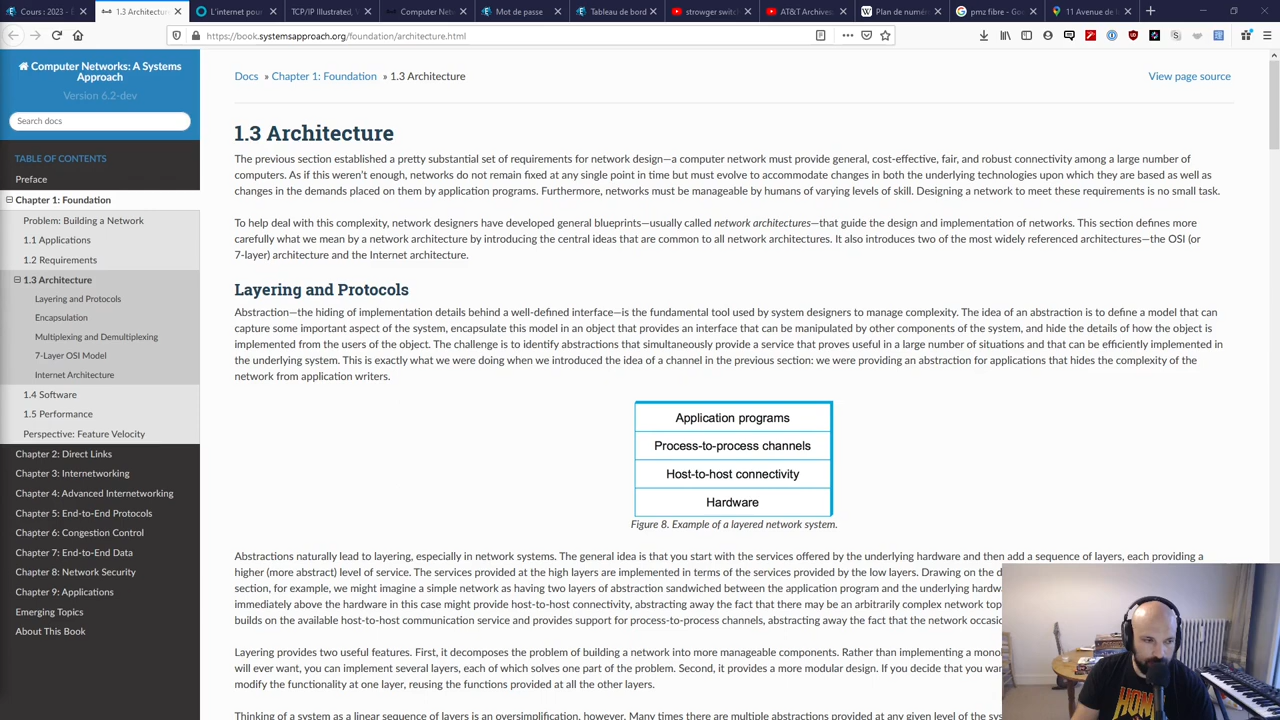 Cours : 2023 - É
1.3 Architecture
L'internet pour
TCP/IP Illustrated, V
Computer Netw
Mot de passe
Tableau de bord
strowger switch
AT&T Archives
Plan de numéro
pmz fibre - Goo
11 Avenue de
https://book.systemsapproach.org/foundation/architecture.html
Computer Networks: A Systems
Approach
Version 6.2-dev
Search docs
TABLE OF CONTENTS
Preface
Chapter 1: Foundation
Problem: Building a Network
1.1 Applications
1.2 Requirements
1.3 Architecture
Layering and Protocols
Encapsulation
Multiplexing and Demultiplexing
7-Layer OSI Model
Internet Architecture
1.4 Software
1.5 Performance
Perspective: Feature Velocity
Chapter 2: Direct Links
Chapter 3: Internetworking
Chapter 4: Advanced Internetworking
Chapter 5: End-to-End Protocols
Chapter 6: Congestion Control
Chapter 7: End-to-End Data
Chapter 8: Network Security
Chapter 9: Applications
Emerging Topics
About This Book
Docs » Chapter 1: Foundation » 1.3 Architecture
View page source
1.3 Architecture
The previous section established a pretty substantial set of requirements for network design—a computer network must provide general, cost-effective, fair, and robust connectivity among a large number of
computers. As if this weren't enough, networks do not remain fixed at any single point in time but must evolve to accommodate changes in both the underlying technologies upon which they are based as well as
changes in the demands placed on them by application programs. Furthermore, networks must be manageable by humans of varying levels of skill. Designing a network to meet these requirements is no small task.
To help deal with this complexity, network designers have developed general blueprints—usually called network architectures—that guide the design and implementation of networks. This section defines more
carefully what we mean by a network architecture by introducing the central ideas that are common to all network architectures. It also introduces two of the most widely referenced architectures—the OSI (or
7-layer) architecture and the Internet architecture.
Layering and Protocols
Abstraction—the hiding of implementation details behind a well-defined interface—is the fundamental tool used by system designers to manage complexity. The idea of an abstraction is to define a model that can
capture some important aspect of the system, encapsulate this model in an object that provides an interface that can be manipulated by other components of the system, and hide the details of how the object is
implemented from the users of the object. The challenge is to identify abstractions that simultaneously provide a service that proves useful in a large number of situations and that can be efficiently implemented in
the underlying system. This is exactly what we were doing when we introduced the idea of a channel in the previous section: we were providing an abstraction for applications that hides the complexity of the
network from application writers.
Application programs
Process-to-process channels
Host-to-host connectivity
Hardware
Figure 8. Example of a layered network system.
Abstractions naturally lead to layering, especially in network systems. The general idea is that you start with the services offered by the underlying hardware and then add a sequence of layers, each providing a
higher (more abstract) level of service. The services provided at the high layers are implemented in terms of the services provided by the low layers. Drawing on the d
section, for example, we might imagine a simple network as having two layers of abstraction sandwiched between the application program and the underlying hardwa
immediately above the hardware in this case might provide host-to-host connectivity, abstracting away the fact that there may be an arbitrarily complex network top
builds on the available host-to-host communication service and provides support for process-to-process channels, abstracting away the fact that the network occasio
Layering provides two useful features. First, it decomposes the problem of building a network into more manageable components. Rather than implementing a mono
will ever want, you can implement several layers, each of which solves one part of the problem. Second, it provides a more modular design. If you decide that you wan
modify the functionality at one layer, reusing the functions provided at all the other layers.
Thinking of a system as a linear sequence of layers is an oversimplification, however. Many times there are multiple abstractions provided at any given level of the sys